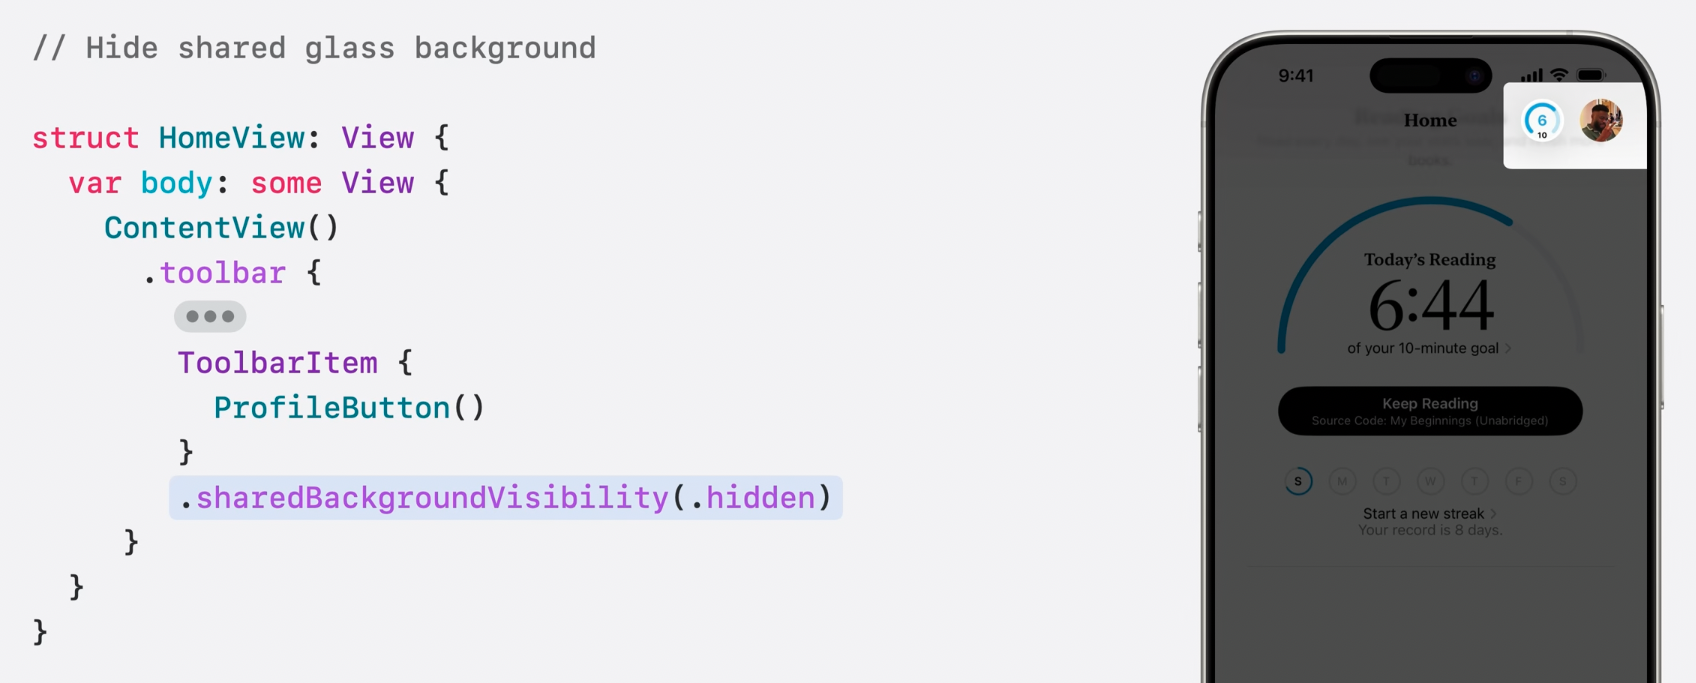 // Hide shared glass background
struct HomeView: View {
var body: some View {
ContentView()
.toolbar {
ToolbarItem {
ProfileButton()
}
.sharedBackgroundVisibility(.hidden)
}
}
}
9:41
Home
6
10
books.
Today's Reading
6:44
of your 10-minute goal >
Keep Reading
Source Code: My Beginnings (Unabridged)
S M T W T F S
Start a new streak >
Your record is 8 days.